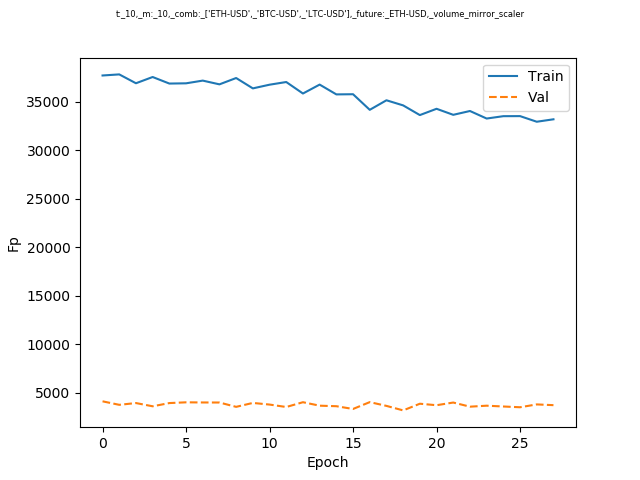 t:_10,_m:_10,_comb:_['ETH-USD',_'BTC-USD',_'LTC-USD'],_future:_ETH-USD,_volume_mirror_scaler
Train
Val
35000
30000
25000
20000
15000
10000
5000
Fp
0 5 10 15 20 25
Epoch